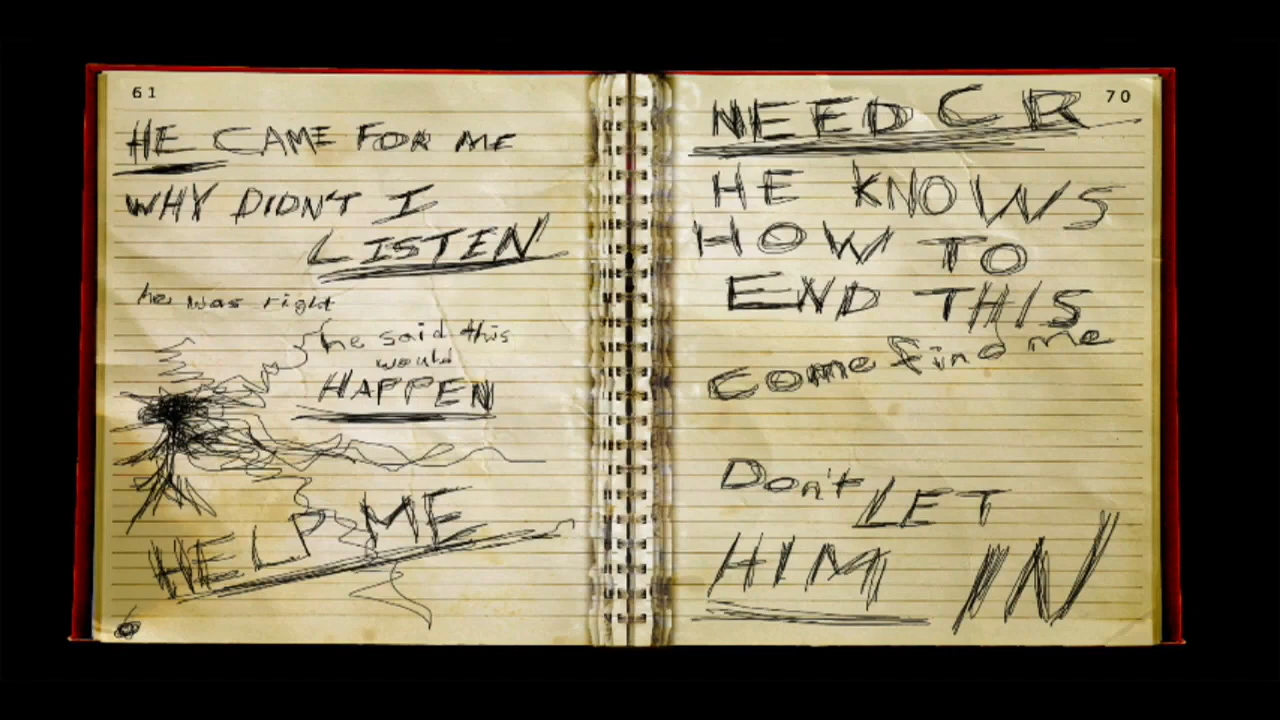 61
HE CAME FOR ME
WHY DIDN'T I
LISTEN
he was right
he said this
would
HAPPEN
HELP ME
70
NEED CR
HE KNOWS
HOW TO
END THIS
come find me
Don't LET
HIM IN